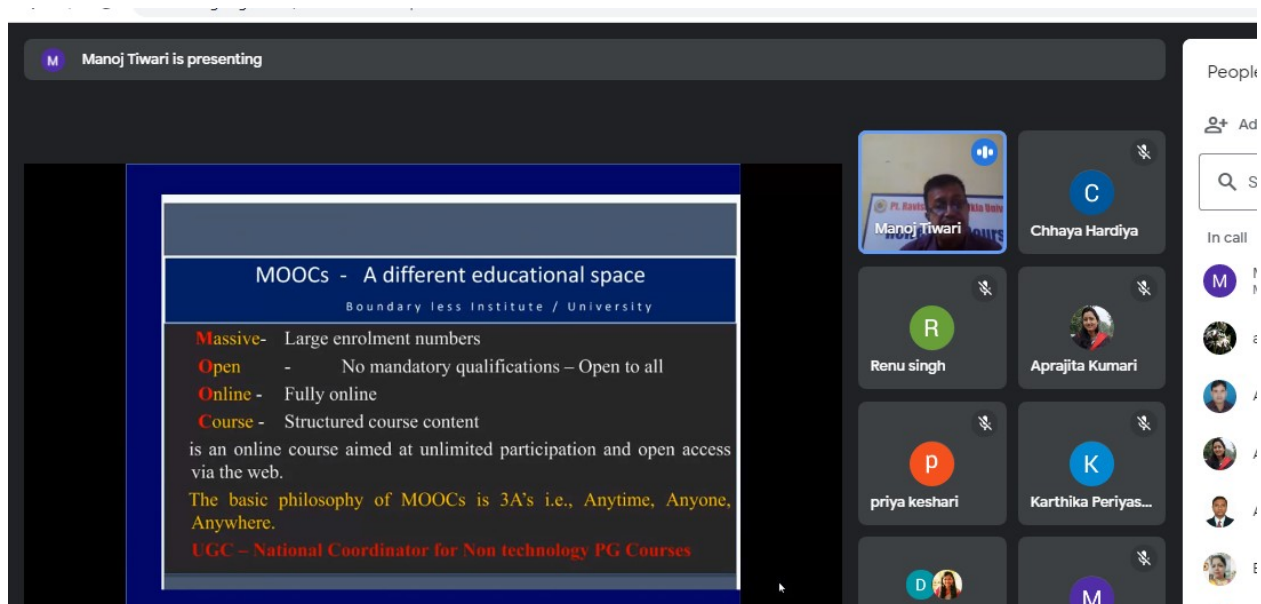 M Manoj Tiwari is presenting
MOOCs - A different educational space
Boundary less Institute / University
Massive- Large enrolment numbers
Open - No mandatory qualifications – Open to all
Online - Fully online
Course - Structured course content
is an online course aimed at unlimited participation and open access
via the web.
The basic philosophy of MOOCs is 3A's i.e., Anytime, Anyone,
Anywhere.
UGC – National Coordinator for Non technology PG Courses
Pt. Ravis
Univ
Manoj Tiwari
C
Chhaya Hardiya
R
Renu singh
Aprajita Kumari
p
priya keshari
K
Karthika Periyas...
D
M
People
Ad
S
In call
M